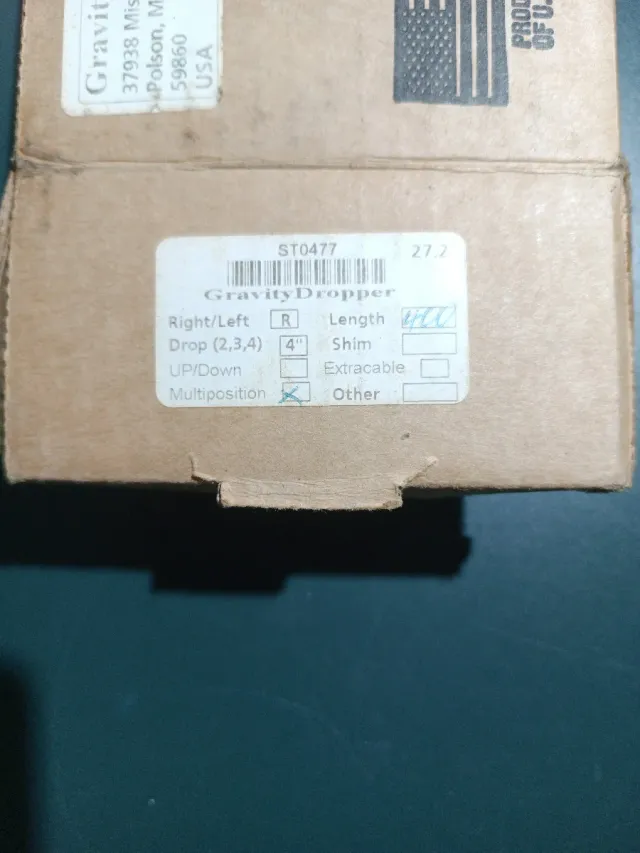 Gravit
37938 Mis
Polson, M
59860
USA
PROD
OF U.
ST0477 27.2
GravityDropper
Right/Left R Length 400
Drop (2,3,4) 4" Shim
UP/Down Extracable
Multiposition X Other